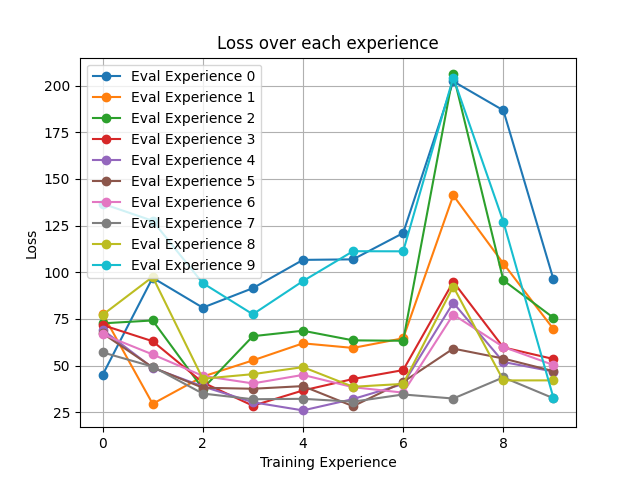 Loss over each experience
Loss
200
175
150
125
100
75
50
25
Eval Experience 0
Eval Experience 1
Eval Experience 2
Eval Experience 3
Eval Experience 4
Eval Experience 5
Eval Experience 6
Eval Experience 7
Eval Experience 8
Eval Experience 9
0 2 4 6 8
Training Experience